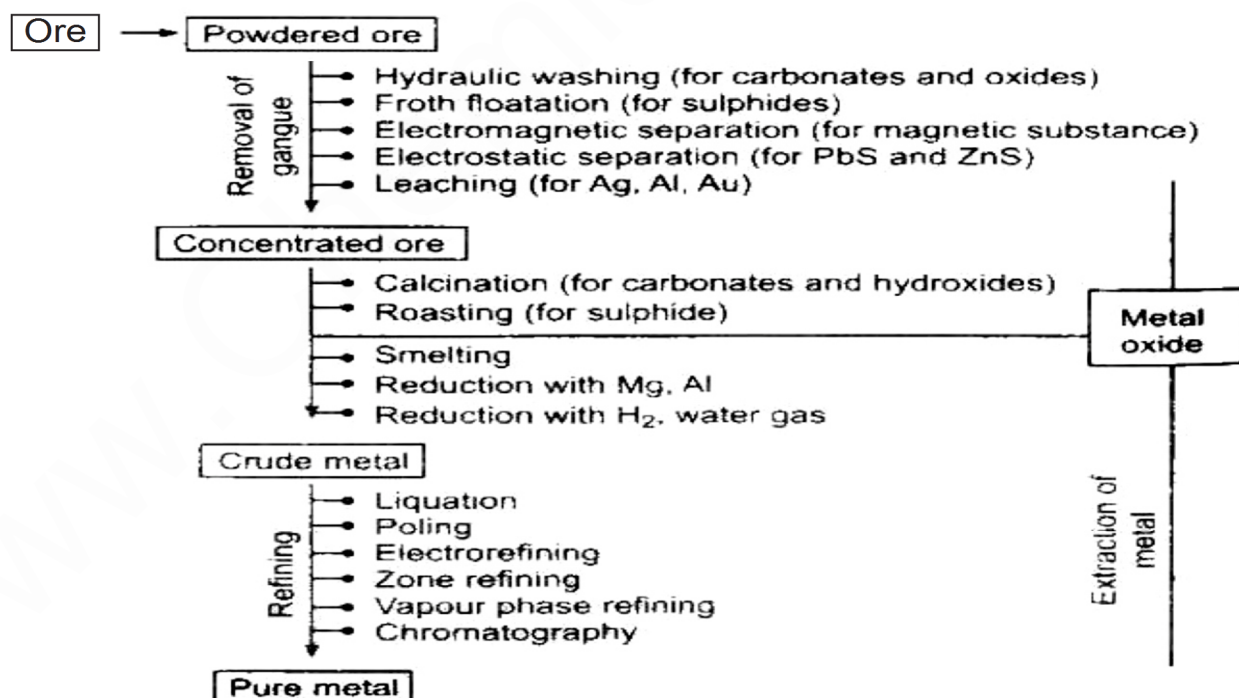 Ore
Powdered ore
Removal of
gangue
Hydraulic washing (for carbonates and oxides)
Froth floatation (for sulphides)
Electromagnetic separation (for magnetic substance)
Electrostatic separation (for PbS and ZnS)
Leaching (for Ag, Al, Au)
Concentrated ore
Calcination (for carbonates and hydroxides)
Roasting (for sulphide)
Metal
oxide
Smelting
Reduction with Mg, Al
Reduction with H₂, water gas
Crude metal
Extraction of
metal
Refining
Liquation
Poling
Electrorefining
Zone refining
Vapour phase refining
Chromatography
Pure metal